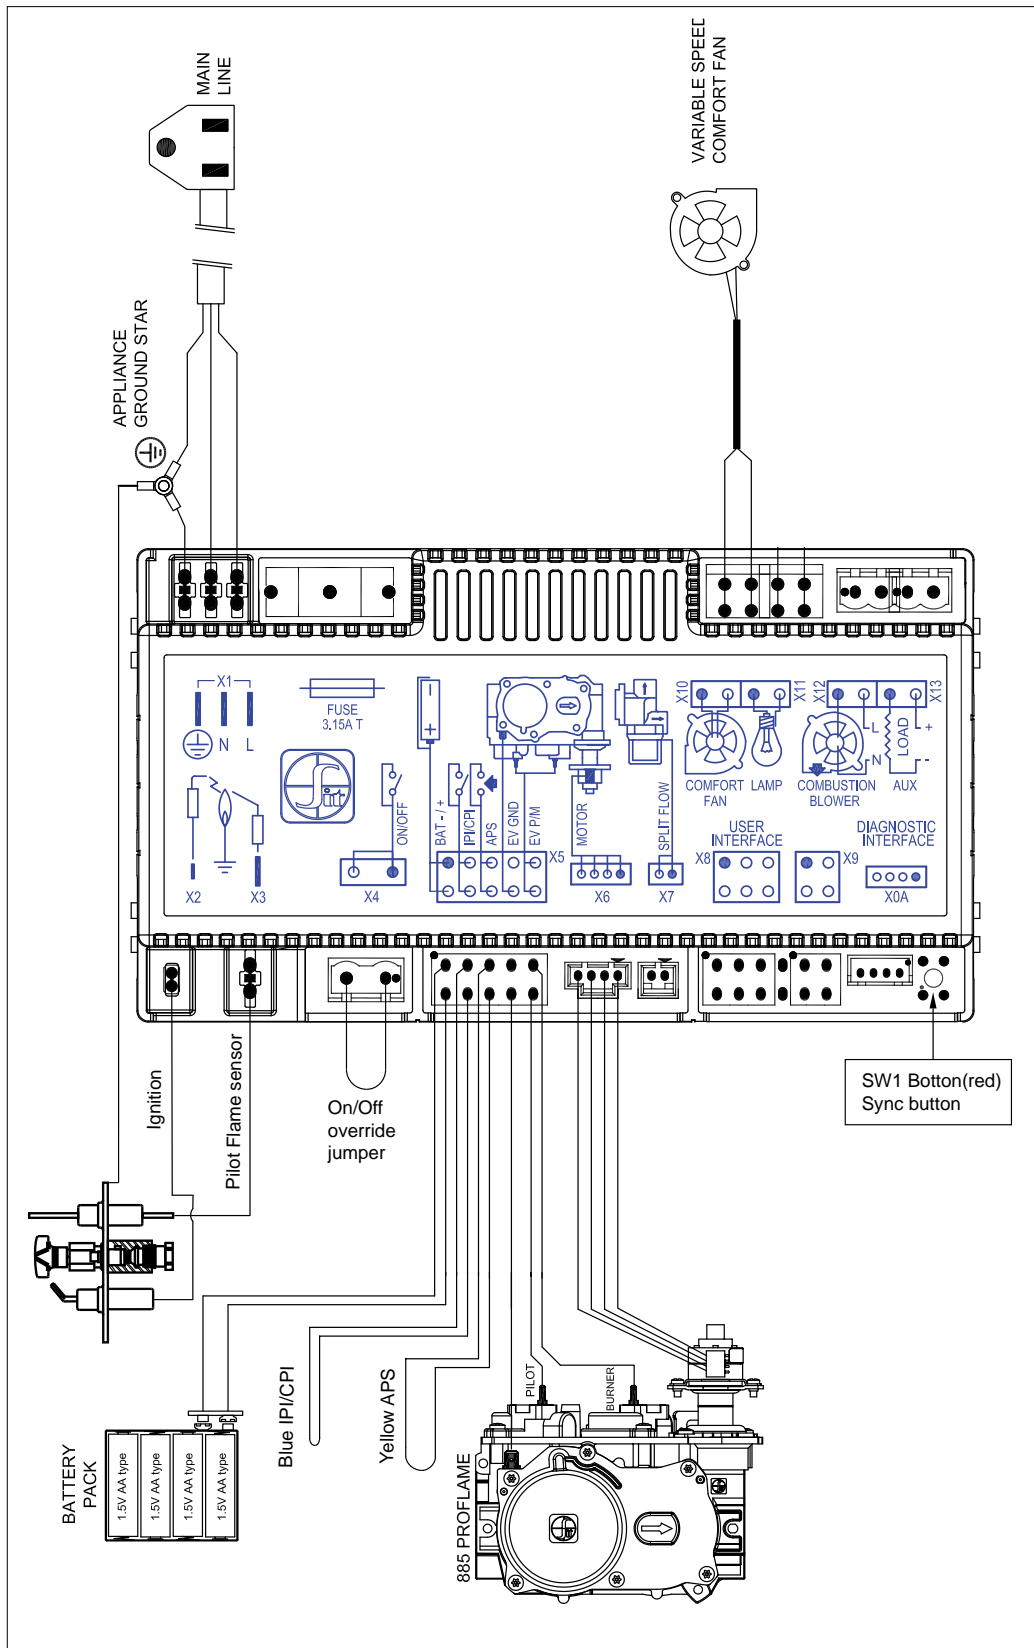 MAIN
LINE
VARIABLE SPEED
COMFORT FAN
APPLIANCE
GROUND STAR
X1
N
L
FUSE
3.15A T
X10
X11
X12
X13
L
N
LOAD
+
-
COMFORT
FAN
LAMP
COMBUSTION
BLOWER
AUX
-
+
ON/OFF
BAT - / +
IPI/CPI
APS
EV GND
EV P/M
MOTOR
SPLIT FLOW
USER
INTERFACE
DIAGNOSTIC
INTERFACE
X2
X3
X4
X5
X6
X7
X8
X9
X0A
Sit
Ignition
Pilot Flame sensor
On/Off
override
jumper
SW1 Botton(red)
Sync button
BATTERY
PACK
1.5V AA type
1.5V AA type
1.5V AA type
1.5V AA type
Blue IPI/CPI
Yellow APS
PILOT
BURNER
885 PROFLAME